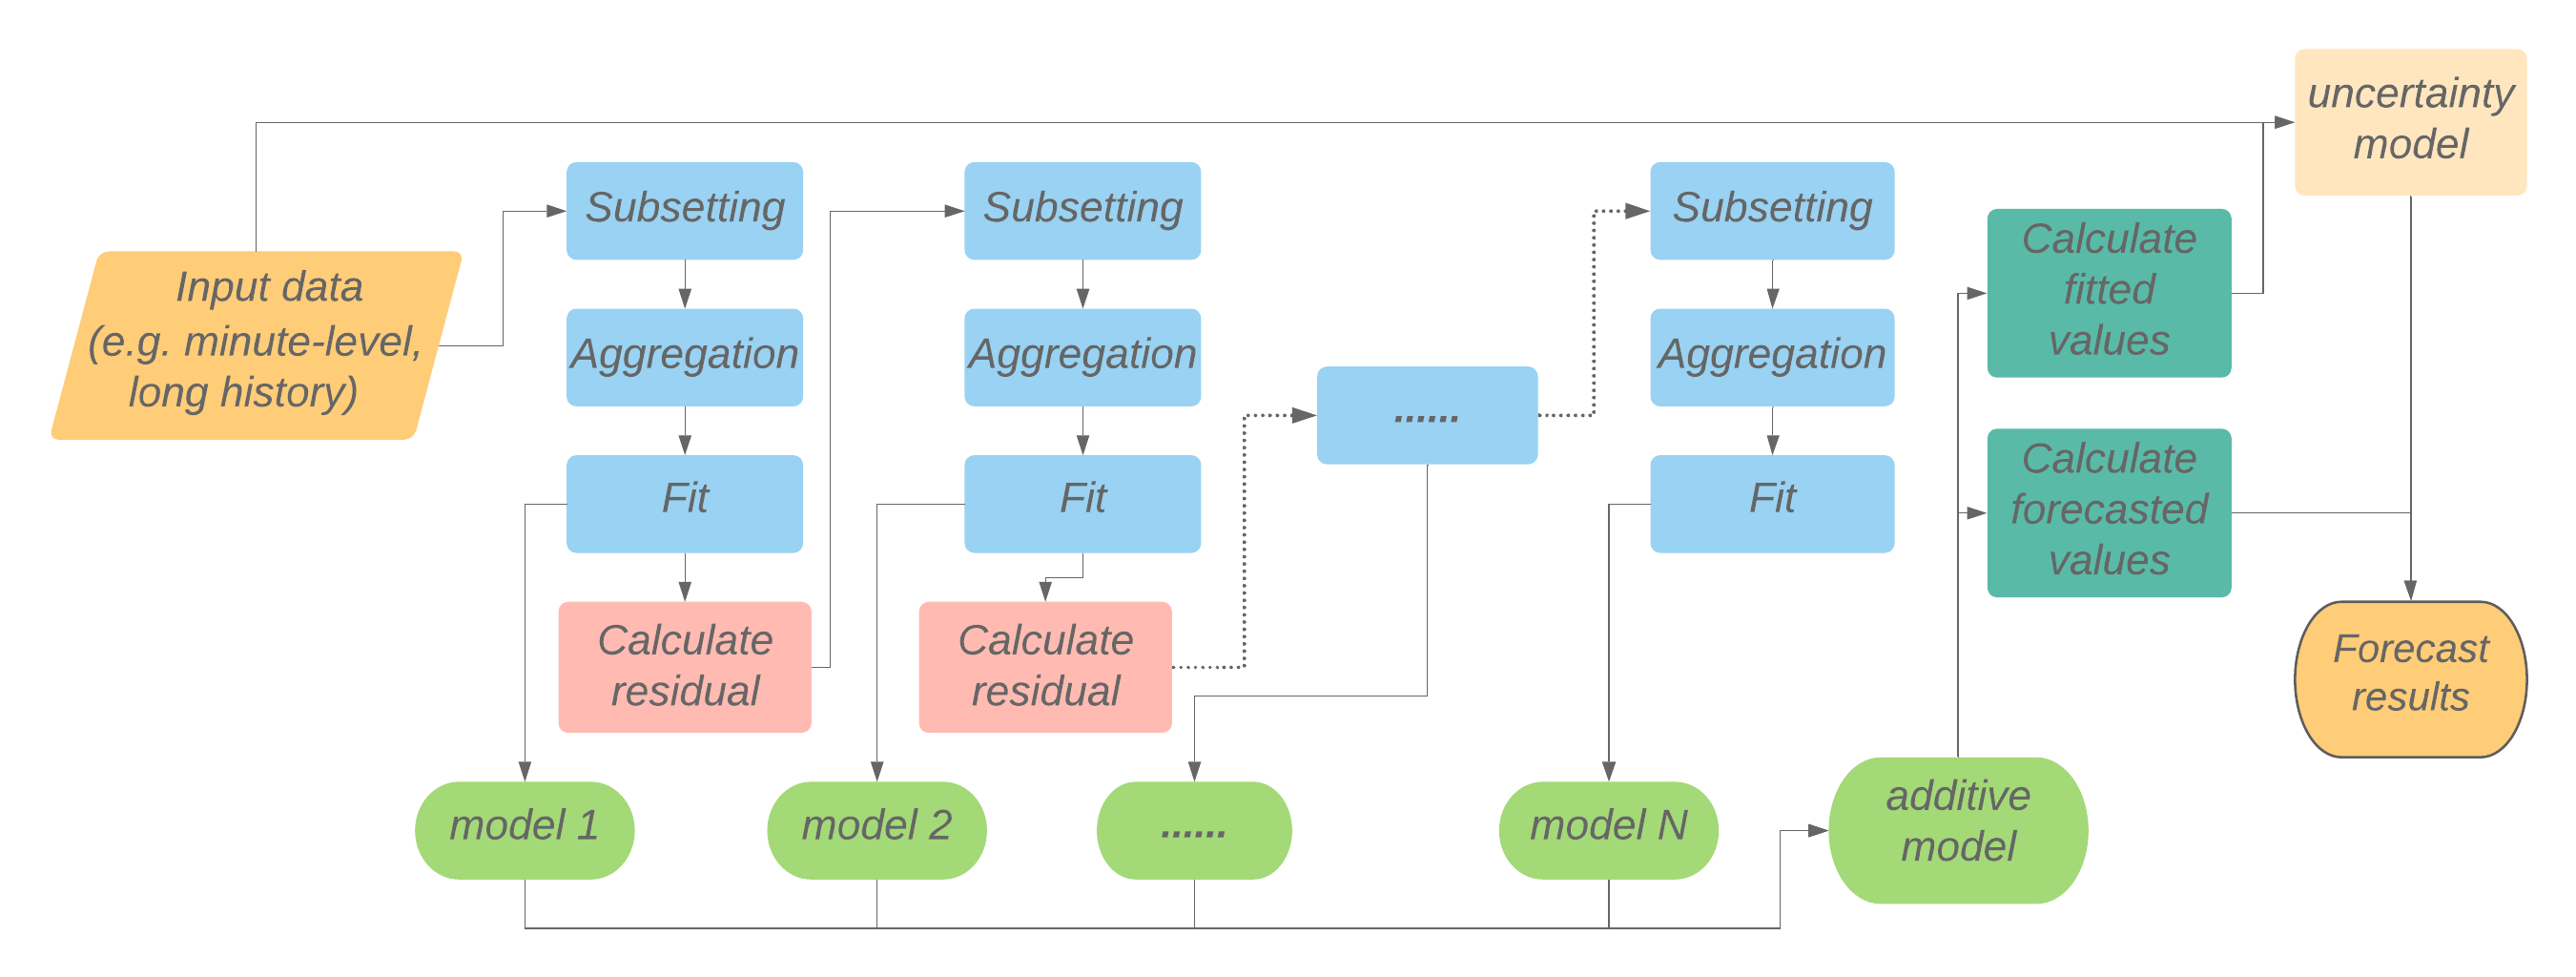 Input data
(e.g. minute-level,
long history)
Subsetting
Aggregation
Fit
Calculate
residual
model 1
Subsetting
Aggregation
Fit
Calculate
residual
model 2
......
......
Subsetting
Aggregation
Fit
model N
additive
model
Calculate
fitted
values
Calculate
forecasted
values
uncertainty
model
Forecast
results